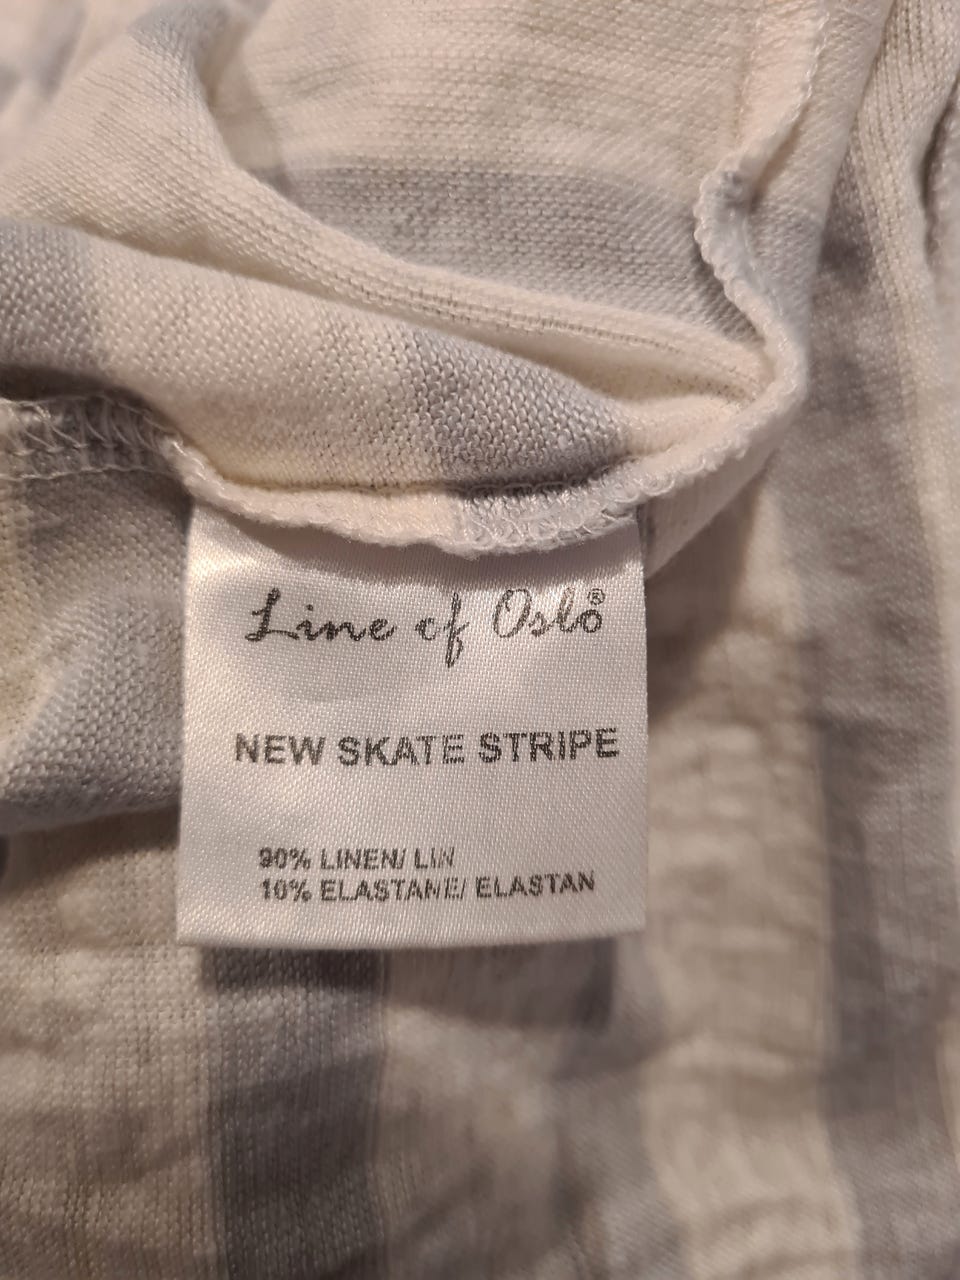 Line of Oslo®
NEW SKATE STRIPE
90% LINEN/ LIN
10% ELASTANE/ ELASTAN